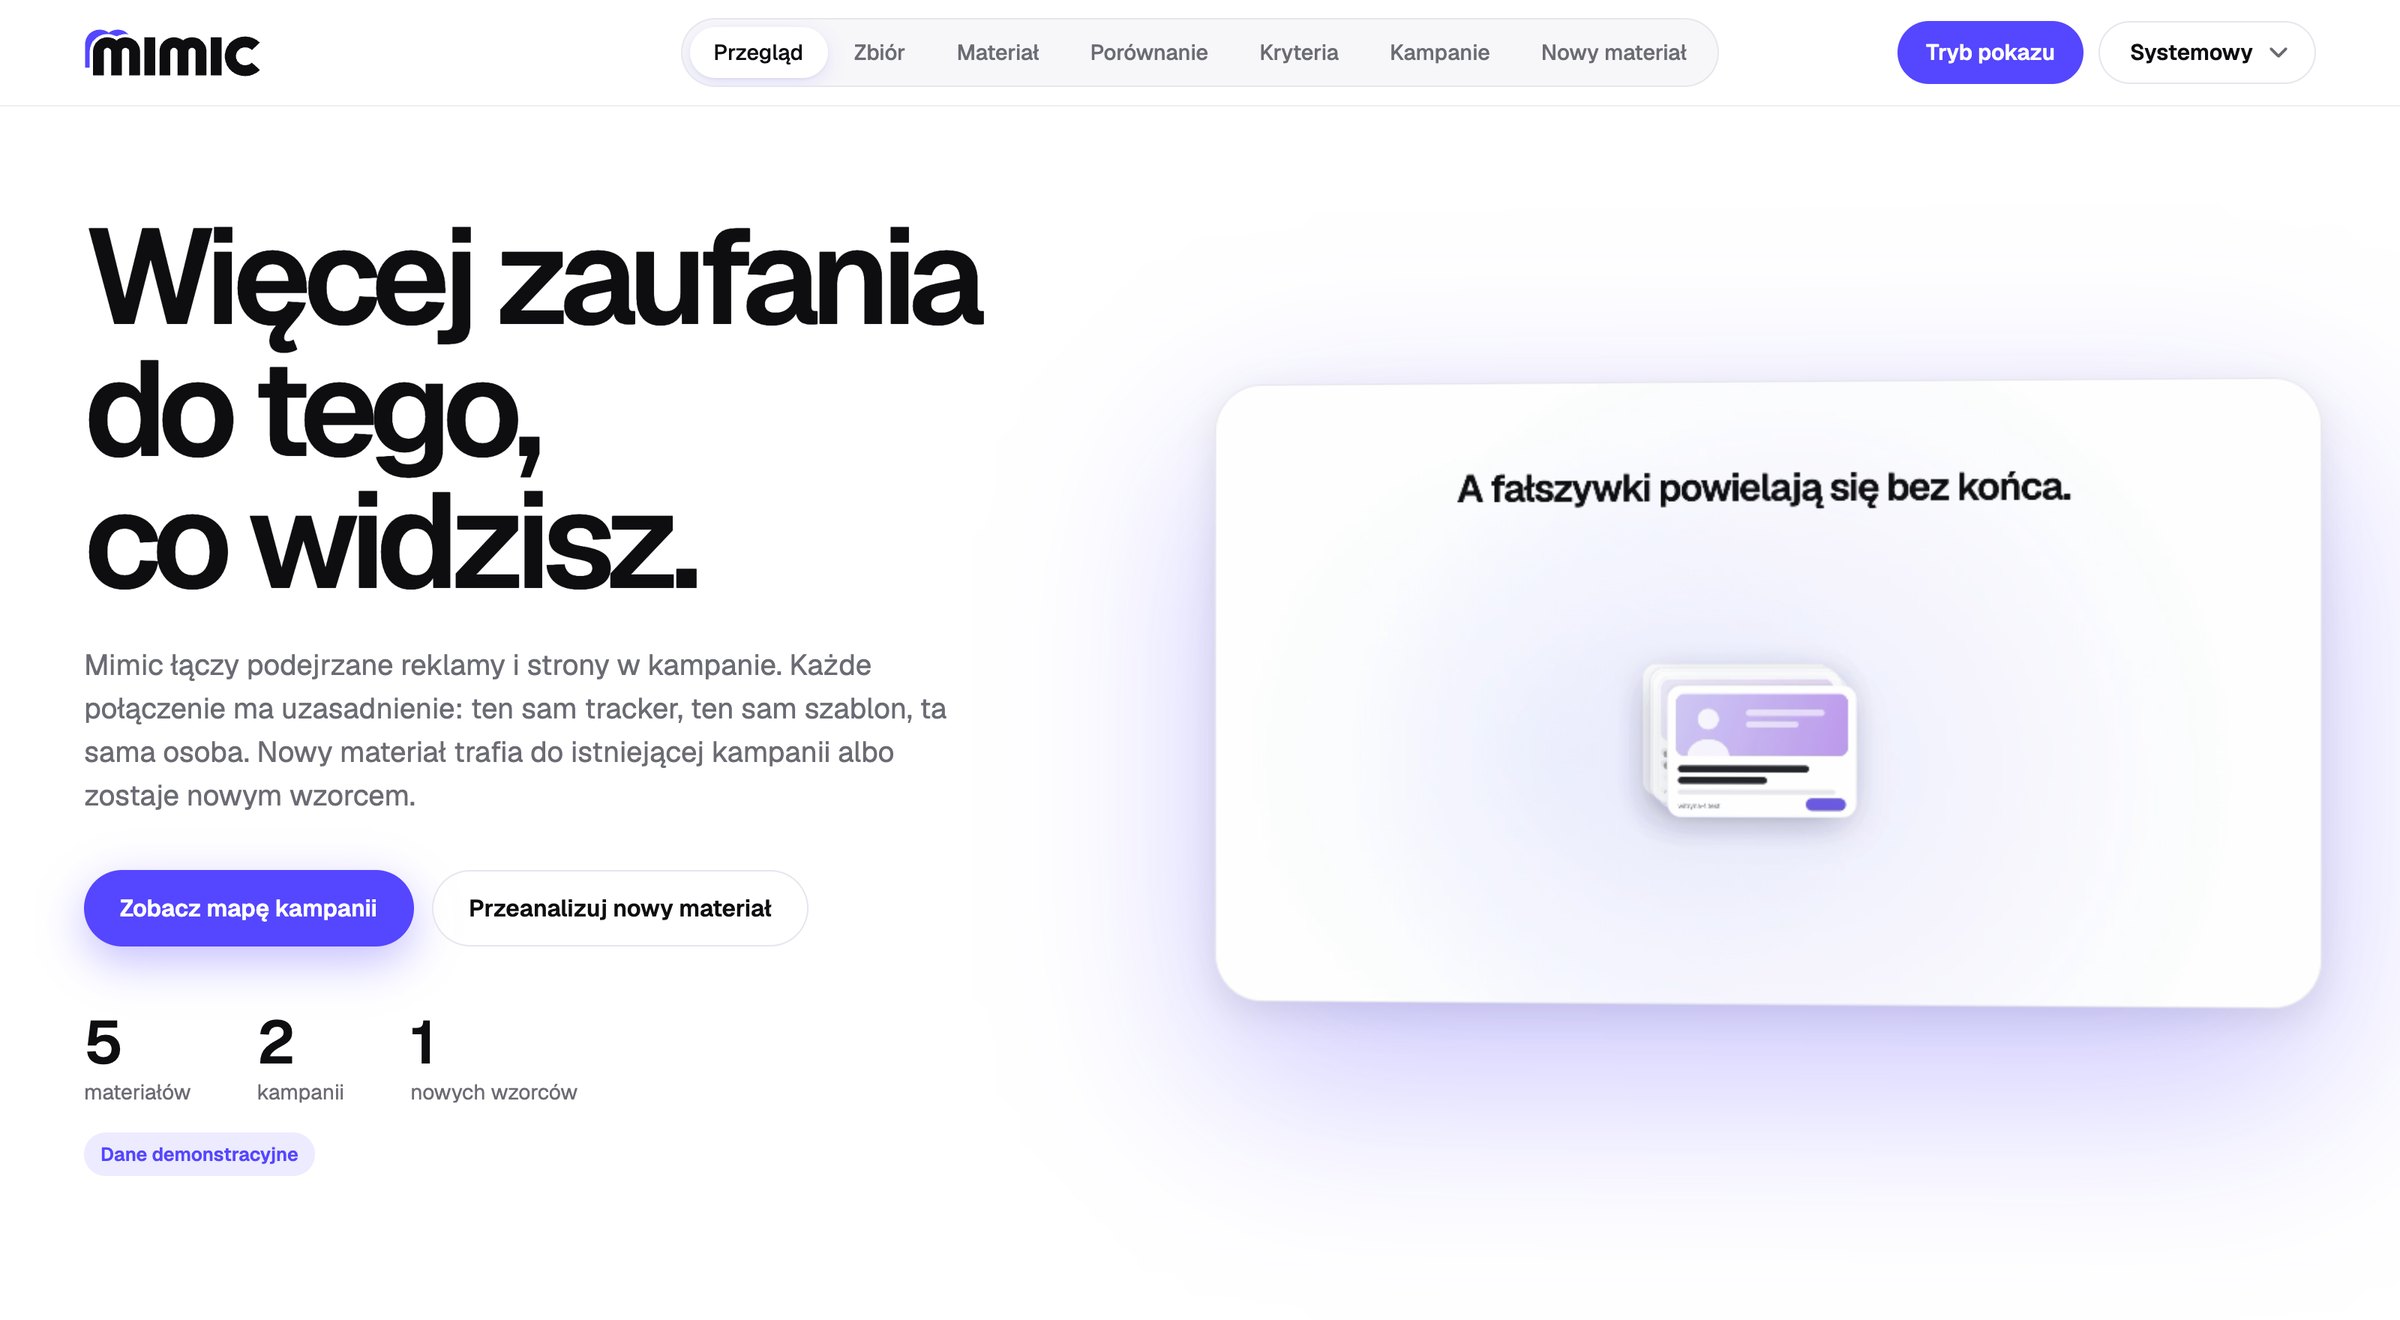 mimic
Przegląd
Zbiór
Materiał
Porównanie
Kryteria
Kampanie
Nowy materiał
Tryb pokazu
Systemowy
Więcej zaufania
do tego,
co widzisz.
Mimic łączy podejrzane reklamy i strony w kampanie. Każde
połączenie ma uzasadnienie: ten sam tracker, ten sam szablon, ta
sama osoba. Nowy materiał trafia do istniejącej kampanii albo
zostaje nowym wzorcem.
Zobacz mapę kampanii
Przeanalizuj nowy materiał
5
materiałów
2
kampanii
1
nowych wzorców
Dane demonstracyjne
A fałszywki powielają się bez końca.